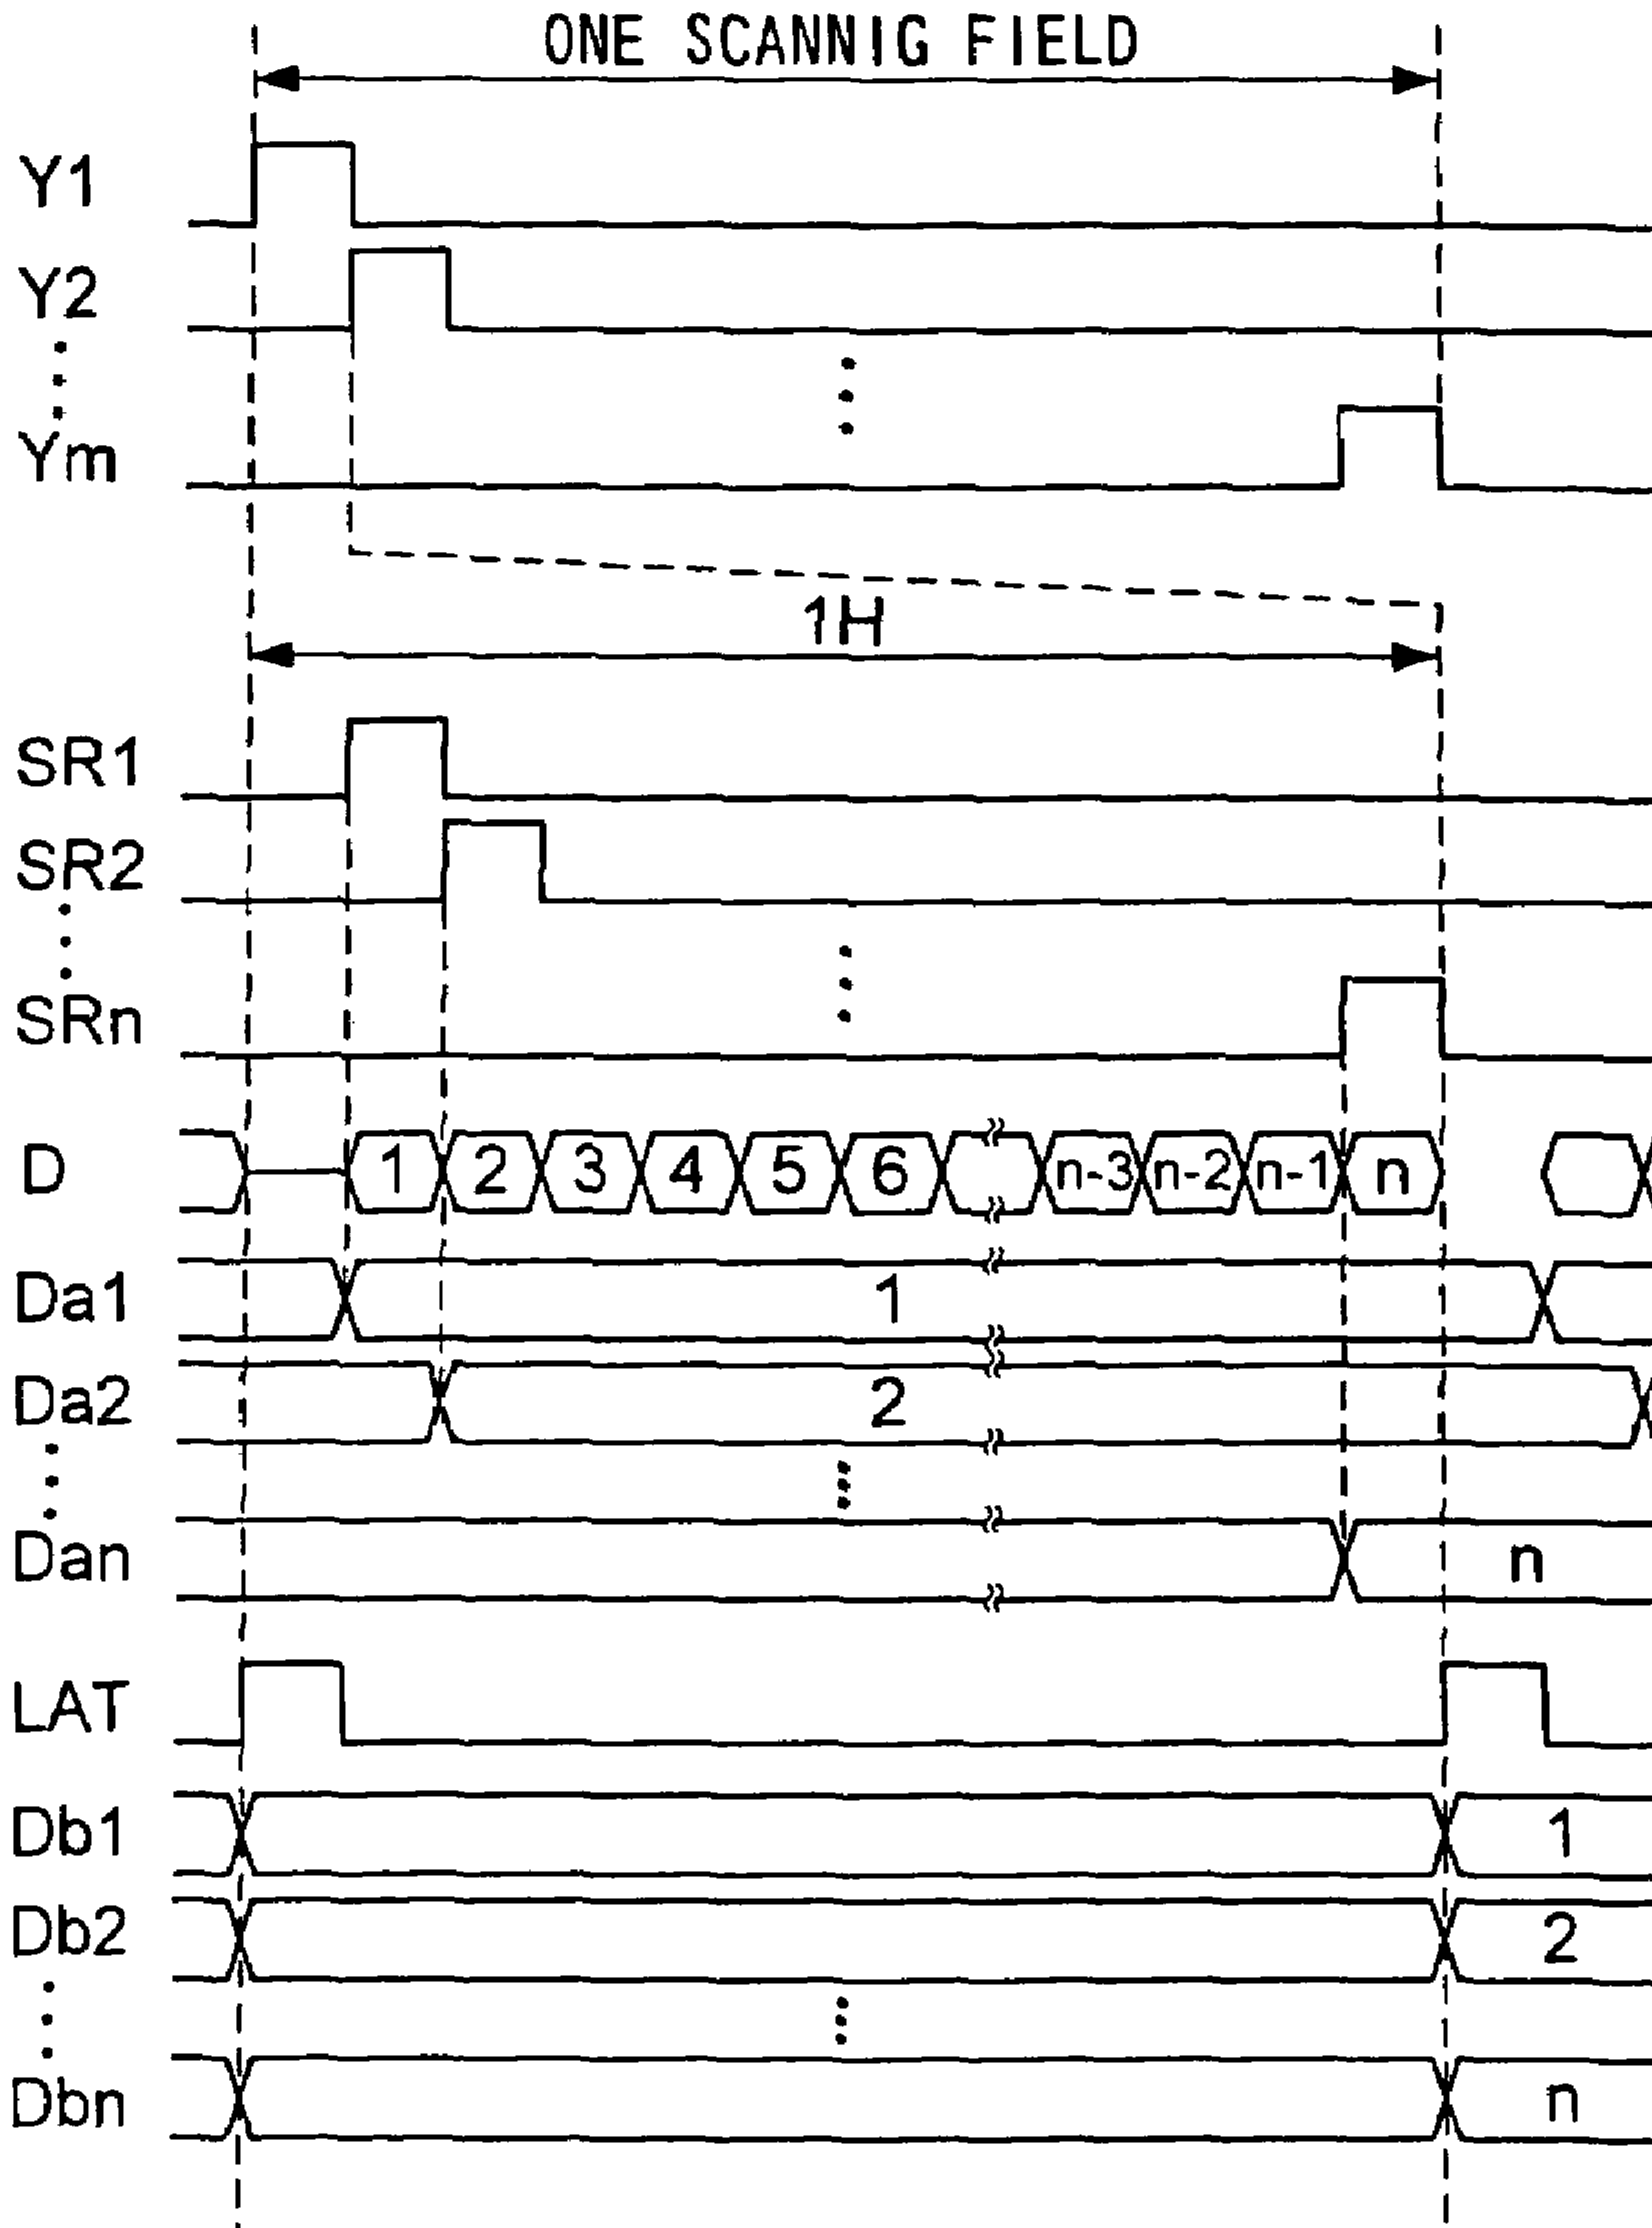 ONE SCANNIG FIELD
Y1
Y2
Ym
1H
SR1
SR2
SRn
D 1 2 3 4 5 6 n-3 n-2 n-1 n
Da1 1
Da2 2
Dan n
LAT
Db1 1
Db2 2
Dbn n